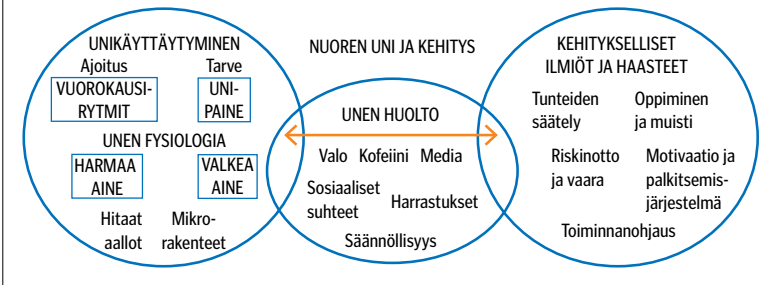 NUOREN UNI JA KEHITYS
UNIKÄYTTÄYTYMINEN
Ajoitus
Tarve
VUOROKAUSI-
RYTMIT
UNI-
PAINE
UNEN FYSIOLOGIA
HARMAA
AINE
VALKEA
AINE
Hitaat
aallot
Mikro-
rakenteet
UNEN HUOLTO
Valo Kofeiini Media
Sosiaaliset
suhteet
Harrastukset
Säännöllisyys
KEHITYKSELLISET
ILMIÖT JA HAASTEET
Tunteiden
säätely
Oppiminen
ja muisti
Riskinotto
ja vaara
Motivaatio ja
palkitsemis-
järjestelmä
Toiminnanohjaus